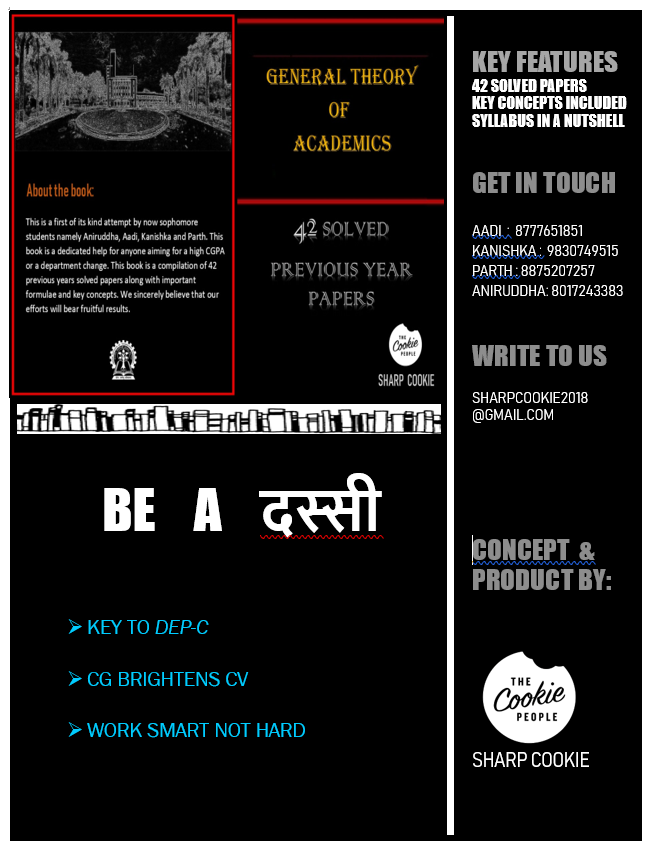 GENERAL THEORY
OF
ACADEMICS
About the book:
This is a first of its kind attempt by now sophomore
students namely Aniruddha, Aadi, Kanishka and Parth. This
book is a dedicated help for anyone aiming for a high CGPA
or a department change. This book is a compilation of 42
previous years solved papers along with important
formulae and key concepts. We sincerely believe that our
efforts will bear fruitful results.
42 SOLVED
PREVIOUS YEAR
PAPERS
THE
Cookie
PEOPLE
SHARP COOKIE
BE A दस्सी
KEY TO DEP-C
CG BRIGHTENS CV
WORK SMART NOT HARD
KEY FEATURES
42 SOLVED PAPERS
KEY CONCEPTS INCLUDED
SYLLABUS IN A NUTSHELL
GET IN TOUCH
AADI : 8777651851
KANISHKA : 9830749515
PARTH : 8875207257
ANIRUDDHA: 8017243383
WRITE TO US
SHARPCOOKIE2018
@GMAIL.COM
CONCEPT &
PRODUCT BY:
THE
Cookie
PEOPLE
SHARP COOKIE